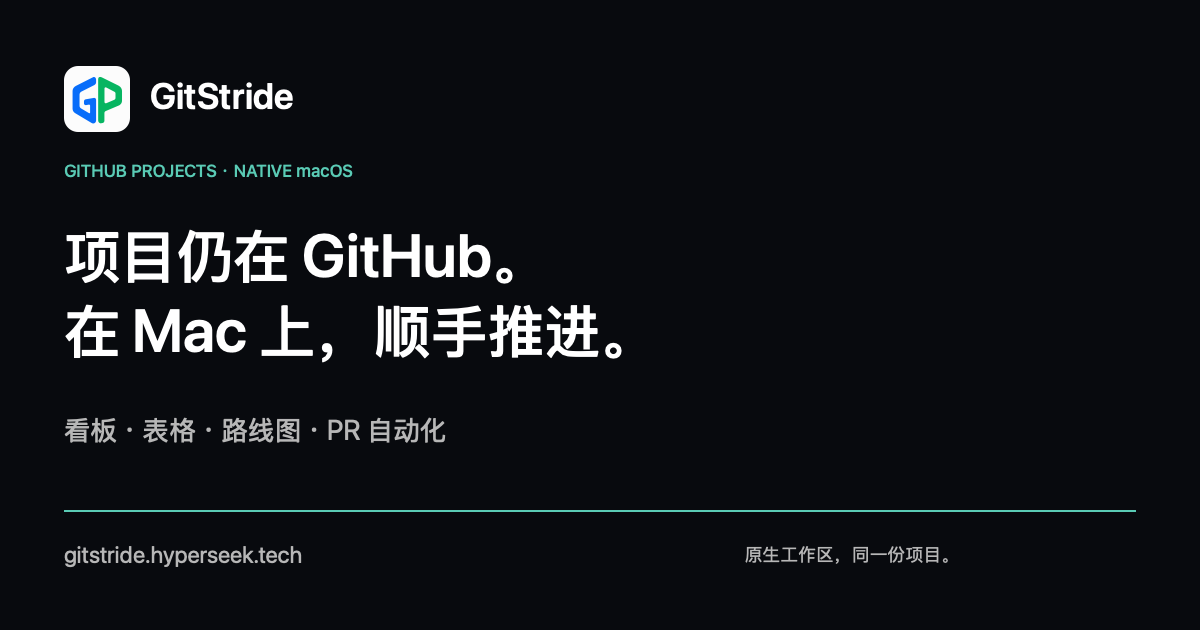 GP
GitStride
GITHUB PROJECTS · NATIVE macOS
项目仍在 GitHub。
在 Mac 上，顺手推进。
看板 · 表格 · 路线图 · PR 自动化
gitstride.hyperseek.tech
原生工作区，同一份项目。